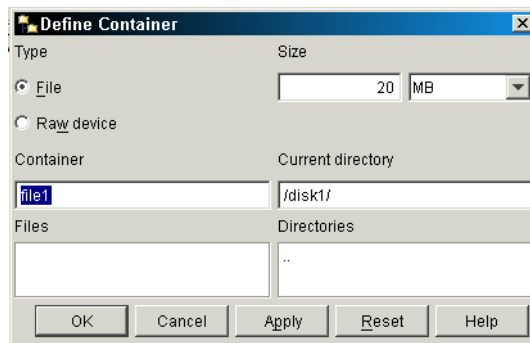 Define Container
Type
Size
File
20 MB
Raw device
Container
Current directory
file1
/disk1/
Files
Directories
..
OK Cancel Apply Reset Help